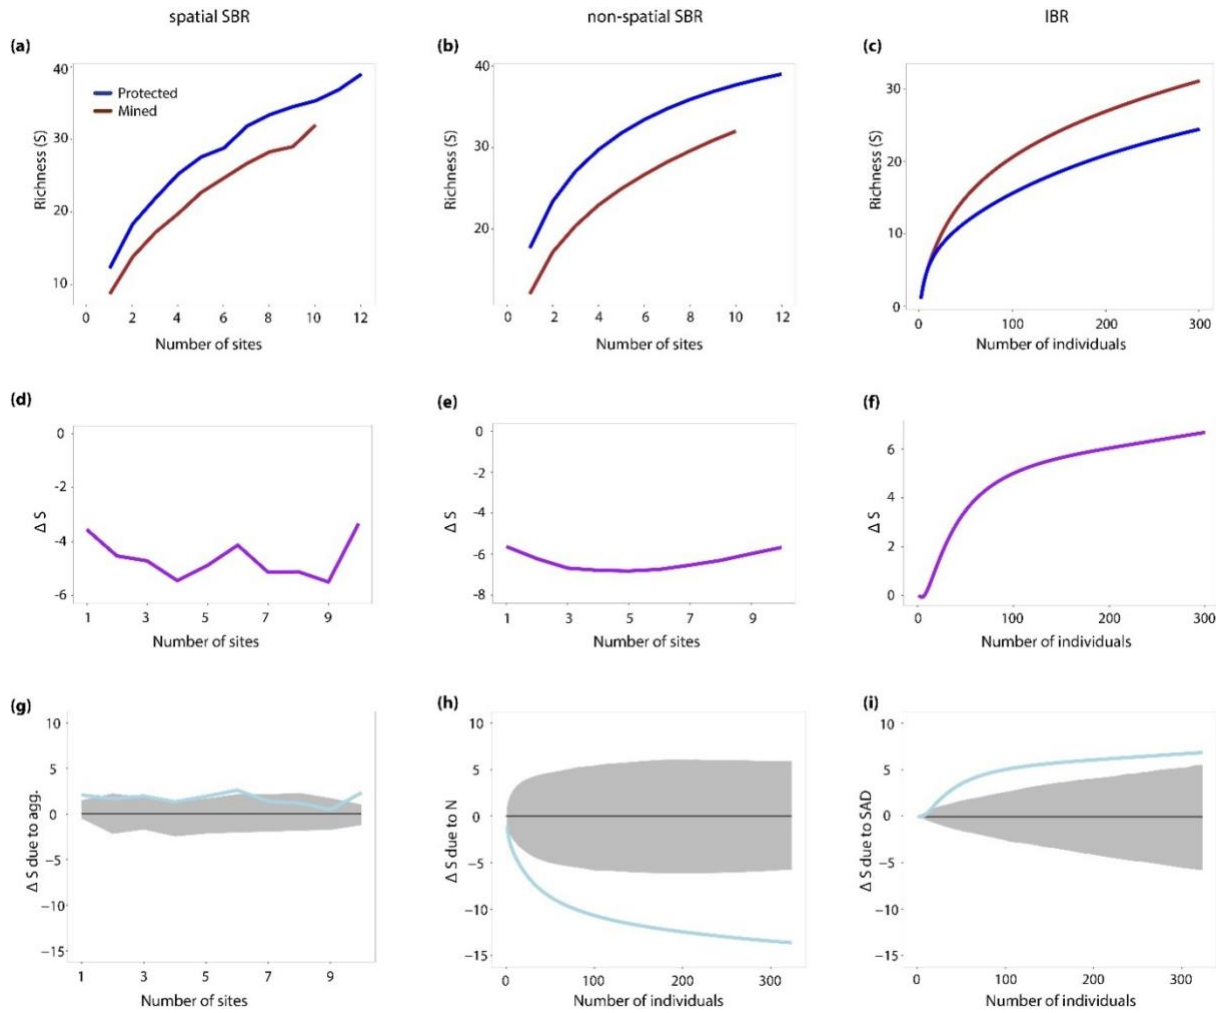 spatial SBR non-spatial SBR IBR
(a) (b) (c)
40
30
20
10
Richness (S)
Protected
Mined
0 2 4 6 8 10 12
Number of sites
40
30
20
Richness (S)
0 2 4 6 8 10 12
Number of sites
30
20
10
0
Richness (S)
0 100 200 300
Number of individuals
(d) (e) (f)
0
-2
-4
-6
Δ S
1 3 5 7 9
Number of sites
0
-2
-4
-6
-8
Δ S
1 3 5 7 9
Number of sites
6
4
2
0
Δ S
0 100 200 300
Number of individuals
(g) (h) (i)
10
5
0
−5
−10
−15
Δ S due to agg.
1 3 5 7 9
Number of sites
10
5
0
−5
−10
−15
Δ S due to N
0 100 200 300
Number of individuals
10
5
0
−5
−10
−15
Δ S due to SAD
0 100 200 300
Number of individuals